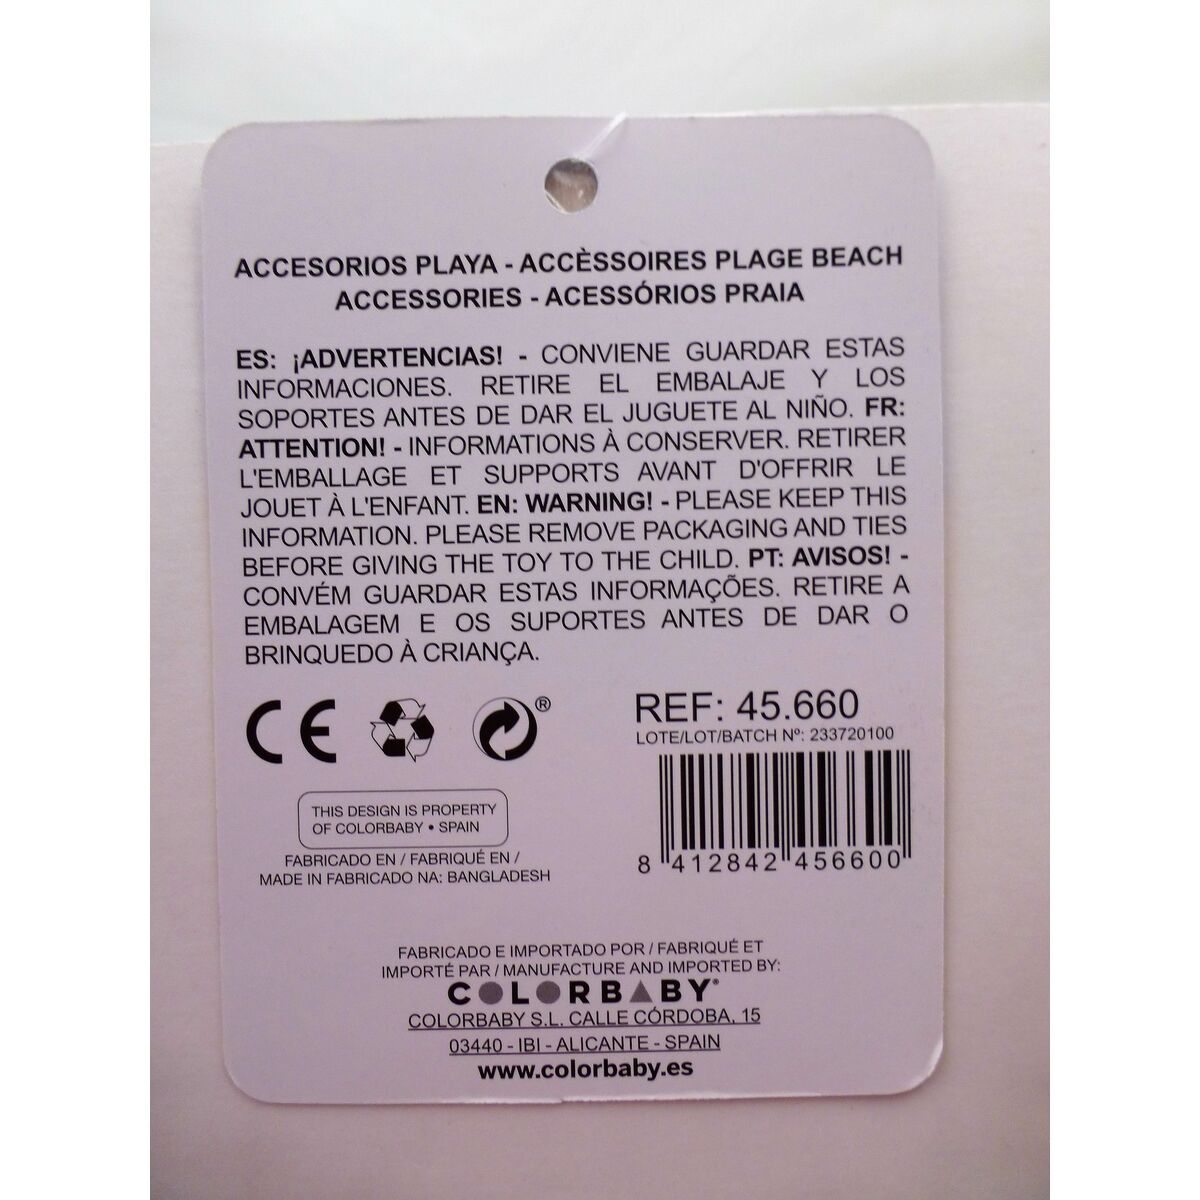 ACCESORIOS PLAYA - ACCÈSSOIRES PLAGE BEACH
ACCESSORIES - ACESSÓRIOS PRAIA
ES: ¡ADVERTENCIAS! - CONVIENE GUARDAR ESTAS
INFORMACIONES. RETIRE EL EMBALAJE Y LOS
SOPORTES ANTES DE DAR EL JUGUETE AL NIÑO. FR:
ATTENTION! - INFORMATIONS À CONSERVER. RETIRER
L'EMBALLAGE ET SUPPORTS AVANT D'OFFRIR LE
JOUET À L'ENFANT. EN: WARNING! - PLEASE KEEP THIS
INFORMATION. PLEASE REMOVE PACKAGING AND TIES
BEFORE GIVING THE TOY TO THE CHILD. PT: AVISOS! -
CONVÉM GUARDAR ESTAS INFORMAÇÕES. RETIRE A
EMBALAGEM E OS SUPORTES ANTES DE DAR O
BRINQUEDO À CRIANÇA.
CE ®
REF: 45.660
LOTE/LOT/BATCH Nº: 233720100
8 412842 456600
THIS DESIGN IS PROPERTY
OF COLORBABY • SPAIN
FABRICADO EN / FABRIQUÉ EN /
MADE IN FABRICADO NA: BANGLADESH
FABRICADO E IMPORTADO POR / FABRIQUÉ ET
IMPORTÉ PAR / MANUFACTURE AND IMPORTED BY:
COLORBABY®
COLORBABY S.L. CALLE CÓRDOBA, 15
03440 - IBI - ALICANTE - SPAIN
www.colorbaby.es